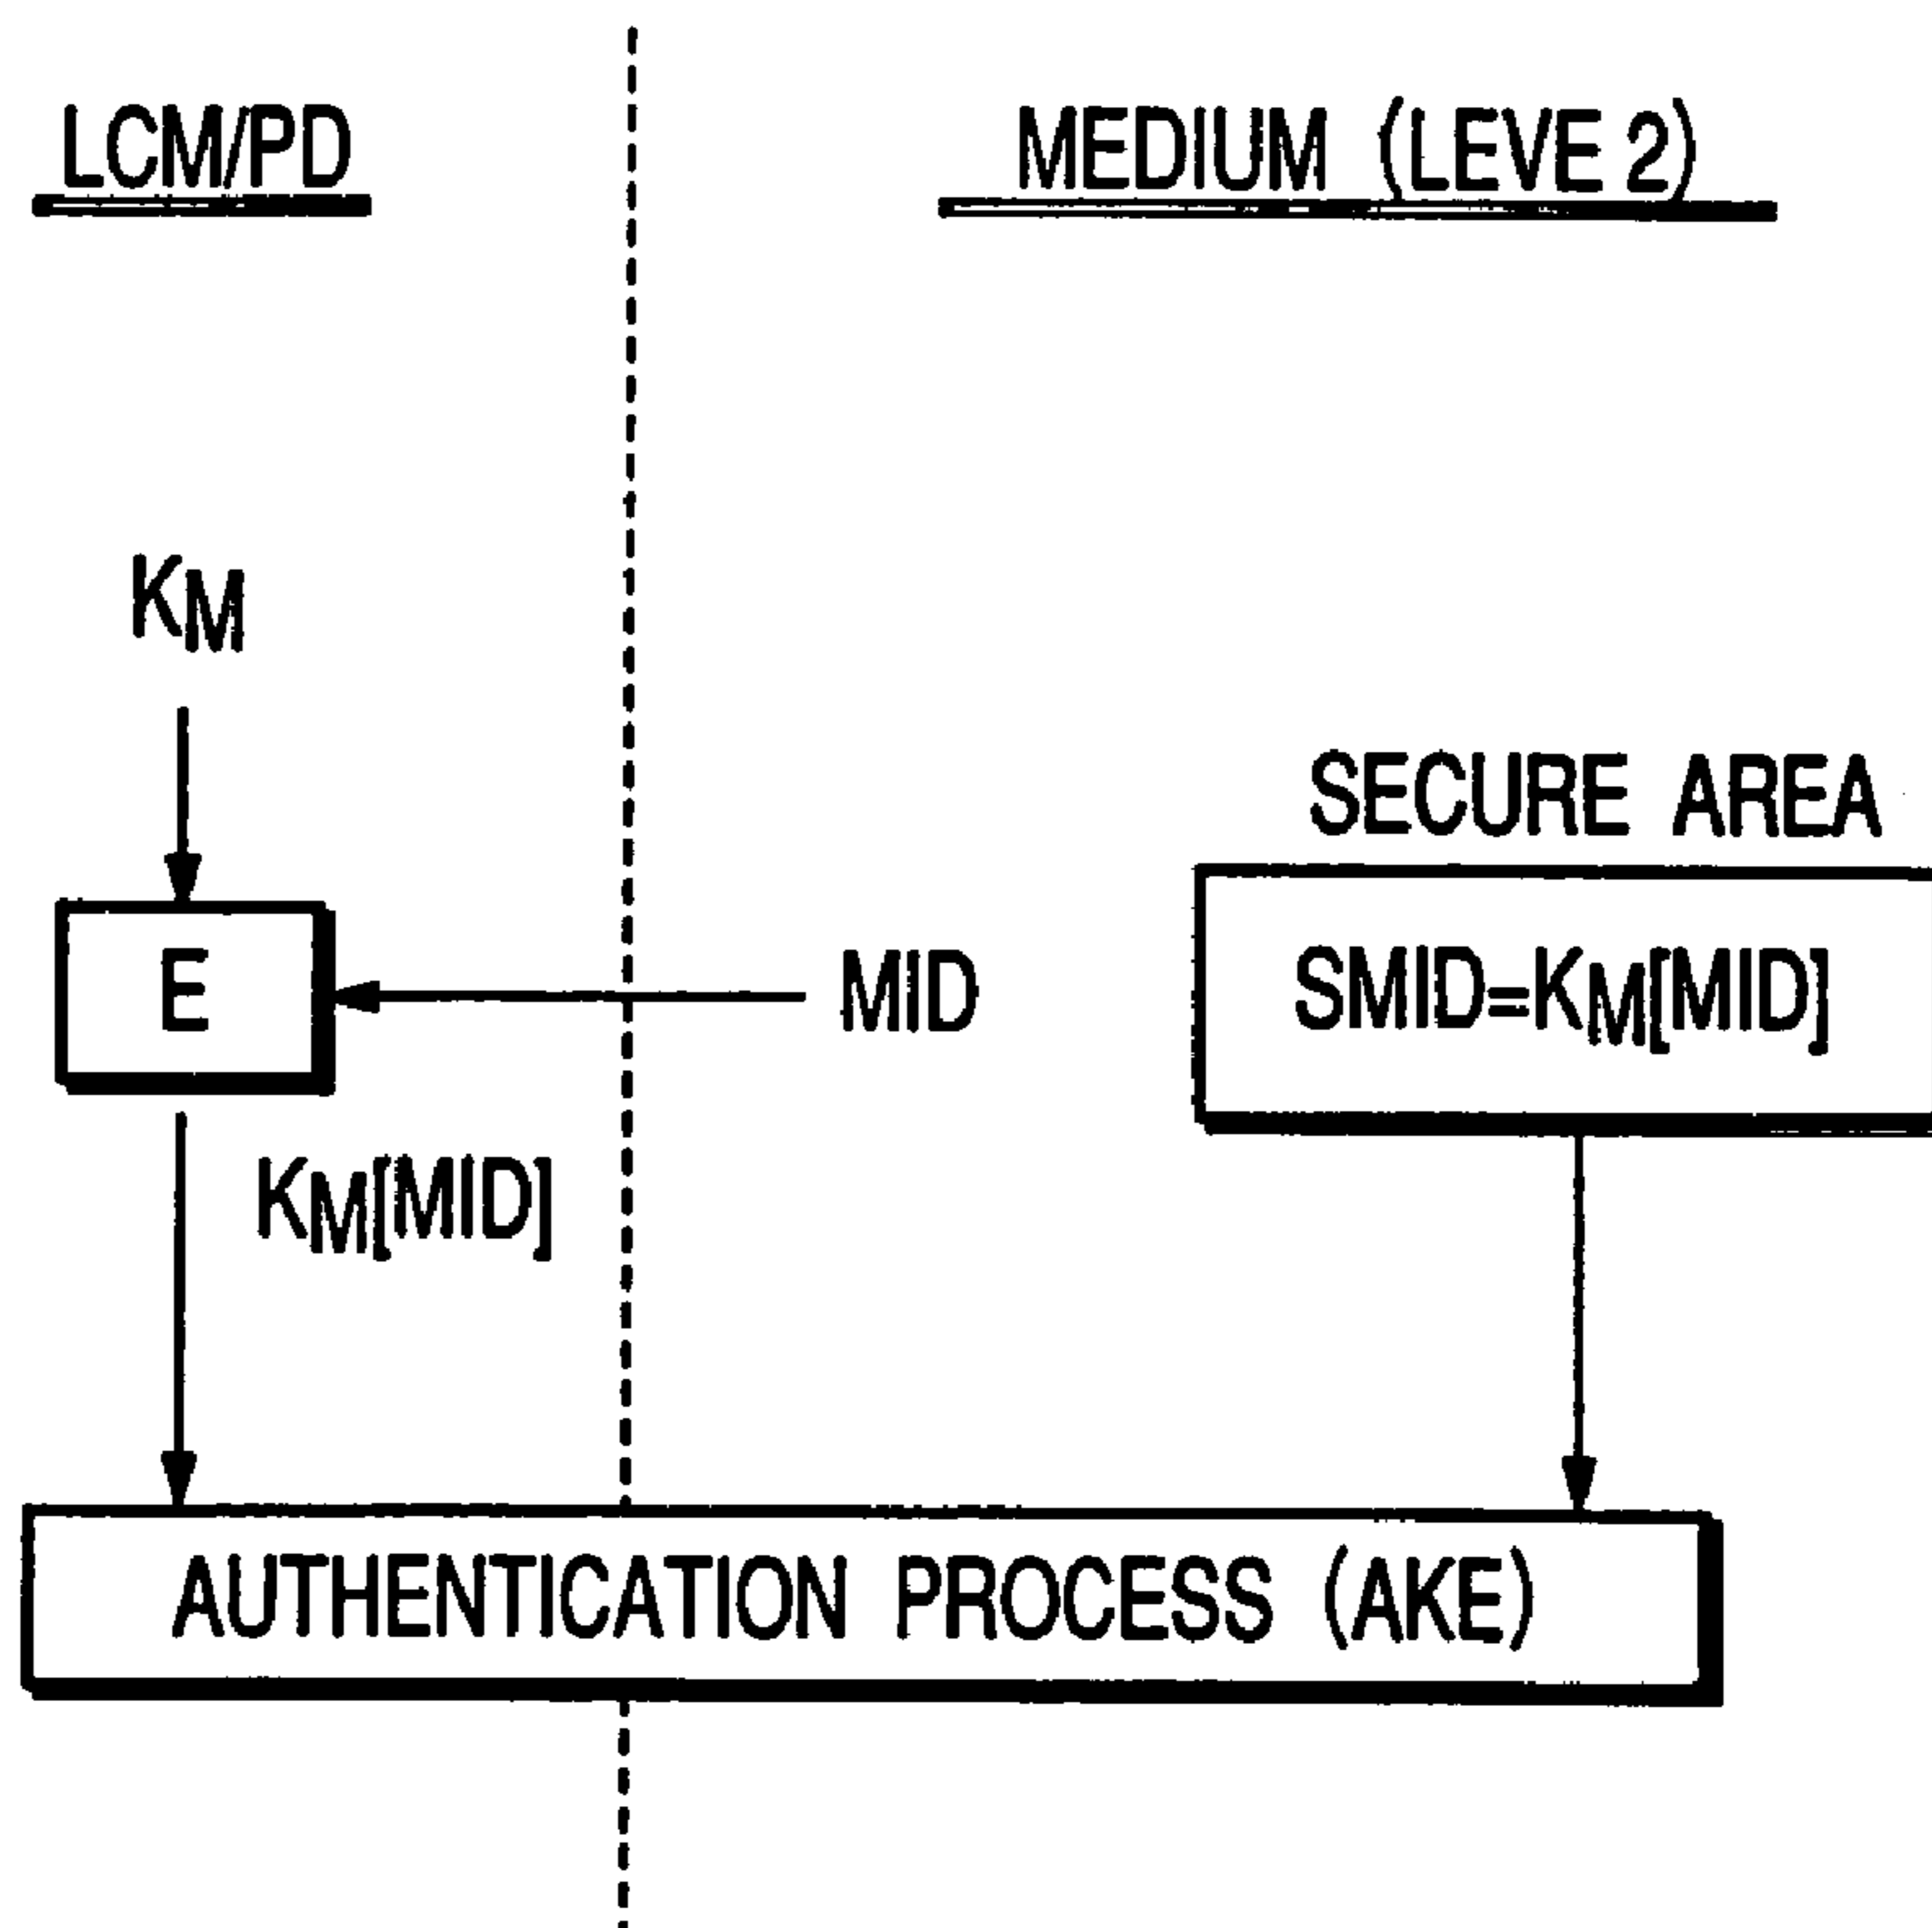 LCM/PD
MEDIUM (LEVE 2)
KM
SECURE AREA
E
MID
SMID=KM[MID]
KM[MID]
AUTHENTICATION PROCESS (AKE)